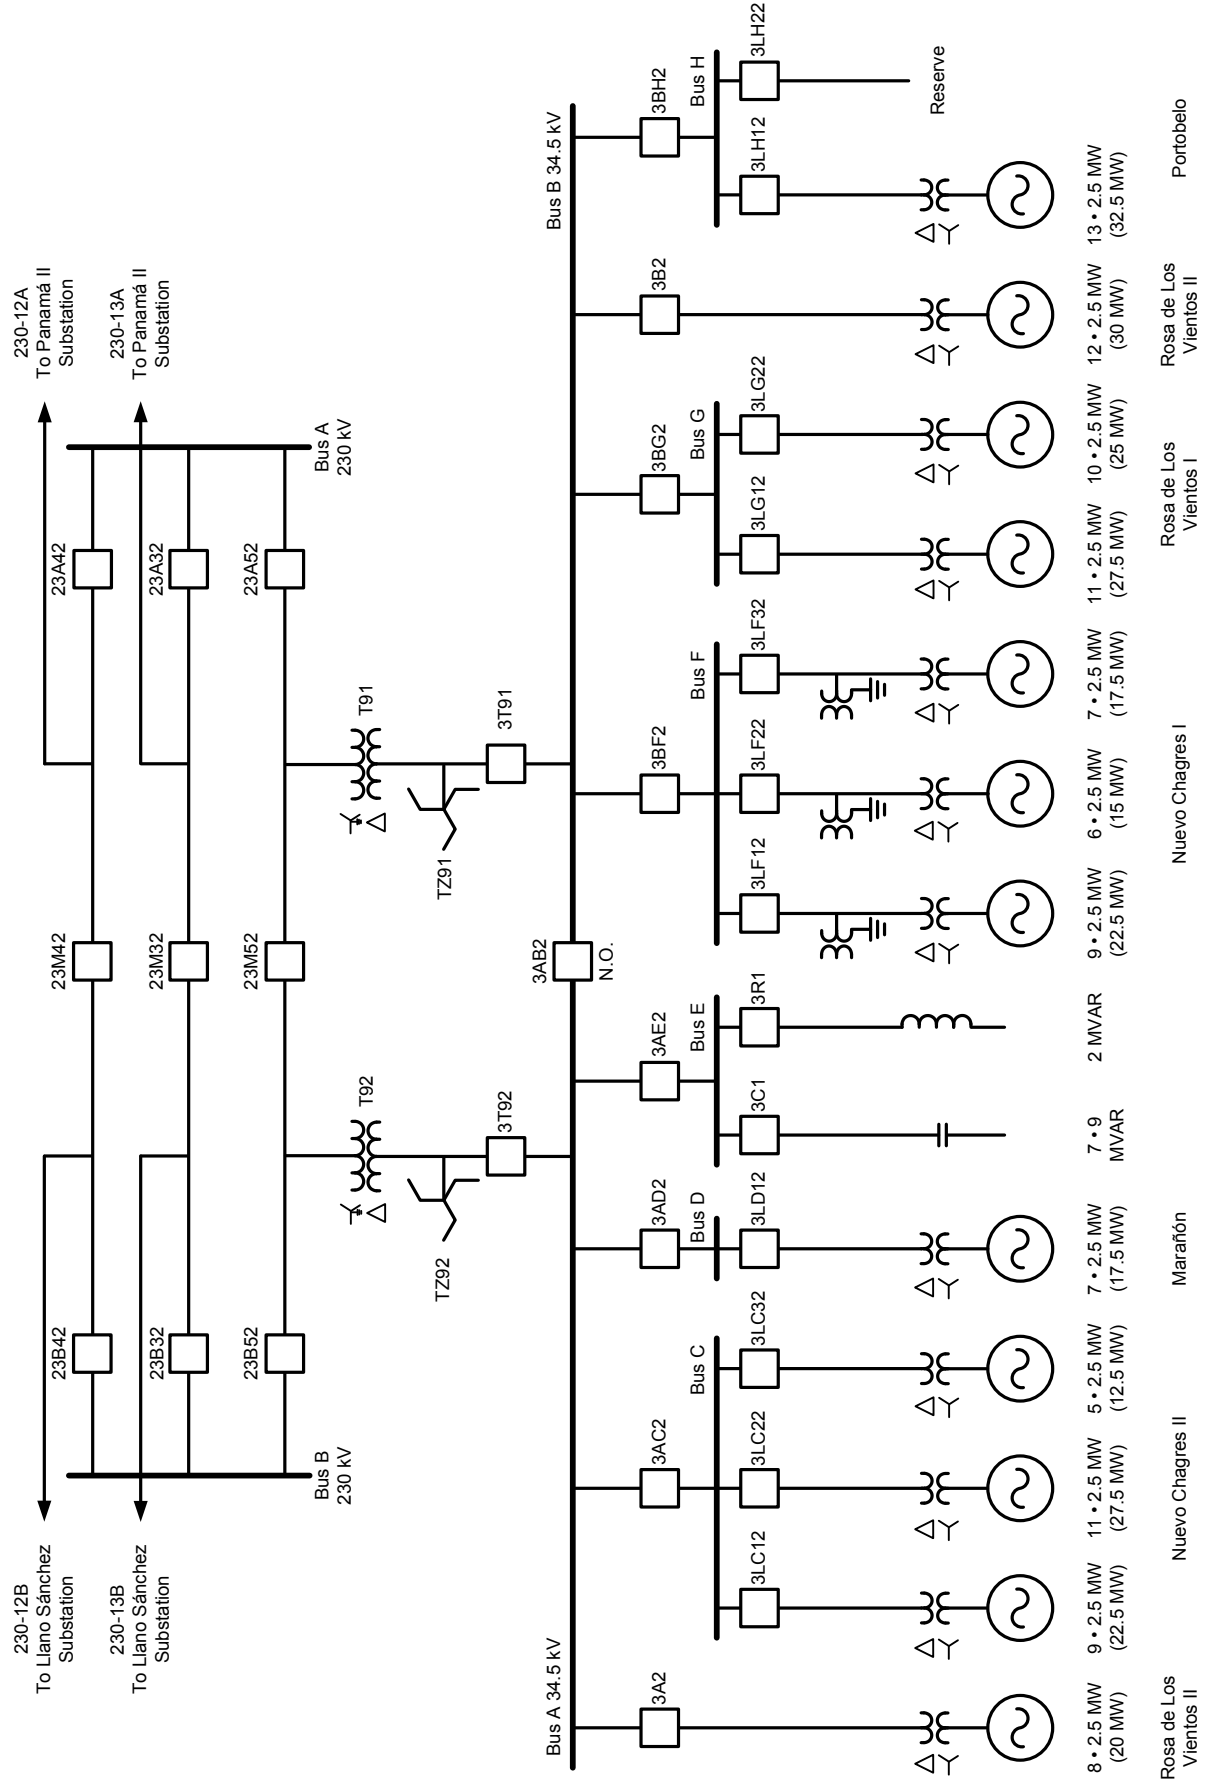 230-12B
To Llano Sánchez
Substation
230-12A
To Panamá II
Substation
230-13B
To Llano Sánchez
Substation
230-13A
To Panamá II
Substation
23B42
23M42
23A42
23B32
23M32
23A32
23B52
23M52
23A52
Bus B
230 kV
Bus A
230 kV
T92
T91
TZ92
TZ91
3T92
3T91
Bus A 34.5 kV
3AB2
N.O.
Bus B 34.5 kV
3A2
3AC2
3AD2
3AE2
3BF2
3BG2
3B2
3BH2
Bus C
Bus D
Bus E
Bus F
Bus G
Bus H
3LC12
3LC22
3LC32
3LD12
3C1
3R1
3LF12
3LF22
3LF32
3LG12
3LG22
3LH12
3LH22
Reserve
8 • 2.5 MW
(20 MW)
9 • 2.5 MW
(22.5 MW)
11 • 2.5 MW
(27.5 MW)
5 • 2.5 MW
(12.5 MW)
7 • 2.5 MW
(17.5 MW)
7 • 9
MVAR
2 MVAR
9 • 2.5 MW
(22.5 MW)
6 • 2.5 MW
(15 MW)
7 • 2.5 MW
(17.5 MW)
11 • 2.5 MW
(27.5 MW)
10 • 2.5 MW
(25 MW)
12 • 2.5 MW
(30 MW)
13 • 2.5 MW
(32.5 MW)
Rosa de Los
Vientos II
Nuevo Chagres II
Marañón
Nuevo Chagres I
Rosa de Los
Vientos I
Rosa de Los
Vientos II
Portobelo